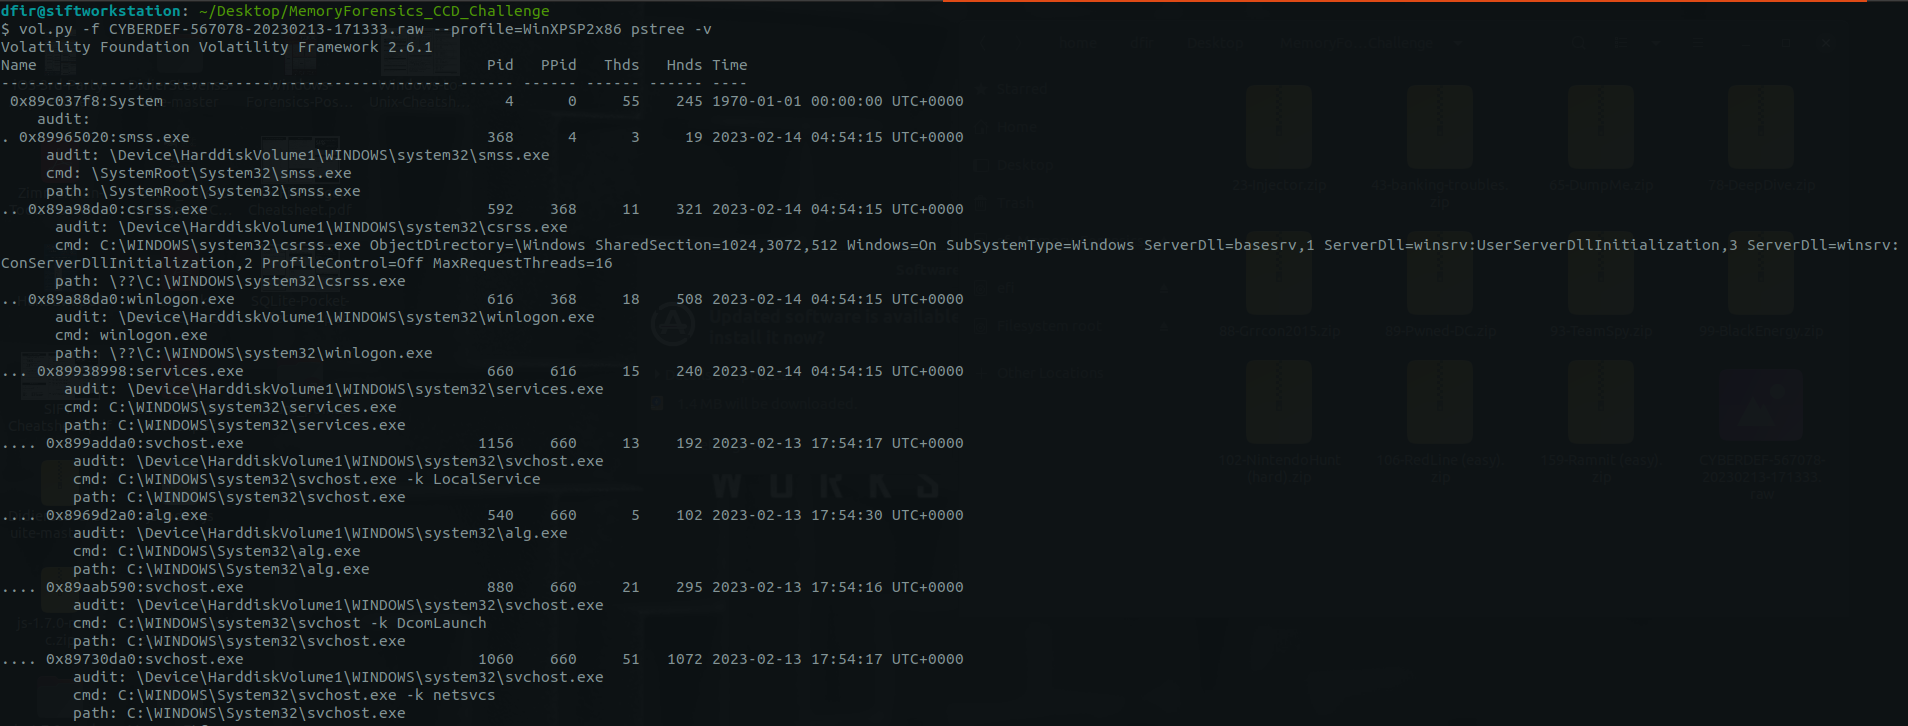 dfir@siftworkstation: ~/Desktop/MemoryForensics_CCD_Challenge
$ vol.py -f CYBERDEF-567078-20230213-171333.raw --profile=WinXPSP2x86 pstree -v
Volatility Foundation Volatility Framework 2.6.1
Name Pid PPid Thds Hnds Time
-------------------------------------------------- ------ ------ ------ ------ ----
0x89c037f8:System 4 0 55 245 1970-01-01 00:00:00 UTC+0000
audit:
. 0x89965020:smss.exe 368 4 3 19 2023-02-14 04:54:15 UTC+0000
audit: \Device\HarddiskVolume1\WINDOWS\system32\smss.exe
cmd: \SystemRoot\System32\smss.exe
path: \SystemRoot\System32\smss.exe
.. 0x89a98da0:csrss.exe 592 368 11 321 2023-02-14 04:54:15 UTC+0000
audit: \Device\HarddiskVolume1\WINDOWS\system32\csrss.exe
cmd: C:\WINDOWS\system32\csrss.exe ObjectDirectory=\Windows SharedSection=1024,3072,512 Windows=On SubSystemType=Windows ServerDll=basesrv,1 ServerDll=winsrv:UserServerDllInitialization,3 ServerDll=winsrv:
ConServerDllInitialization,2 ProfileControl=Off MaxRequestThreads=16
path: \??\C:\WINDOWS\system32\csrss.exe
.. 0x89a88da0:winlogon.exe 616 368 18 508 2023-02-14 04:54:15 UTC+0000
audit: \Device\HarddiskVolume1\WINDOWS\system32\winlogon.exe
cmd: winlogon.exe
path: \??\C:\WINDOWS\system32\winlogon.exe
... 0x89938998:services.exe 660 616 15 240 2023-02-14 04:54:15 UTC+0000
audit: \Device\HarddiskVolume1\WINDOWS\system32\services.exe
cmd: C:\WINDOWS\system32\services.exe
path: C:\WINDOWS\system32\services.exe
.... 0x899adda0:svchost.exe 1156 660 13 192 2023-02-13 17:54:17 UTC+0000
audit: \Device\HarddiskVolume1\WINDOWS\system32\svchost.exe
cmd: C:\WINDOWS\system32\svchost.exe -k LocalService
path: C:\WINDOWS\system32\svchost.exe
.... 0x8969d2a0:alg.exe 540 660 5 102 2023-02-13 17:54:30 UTC+0000
audit: \Device\HarddiskVolume1\WINDOWS\system32\alg.exe
cmd: C:\WINDOWS\System32\alg.exe
path: C:\WINDOWS\System32\alg.exe
.... 0x89aab590:svchost.exe 880 660 21 295 2023-02-13 17:54:16 UTC+0000
audit: \Device\HarddiskVolume1\WINDOWS\system32\svchost.exe
cmd: C:\WINDOWS\system32\svchost -k DcomLaunch
path: C:\WINDOWS\system32\svchost.exe
.... 0x89730da0:svchost.exe 1060 660 51 1072 2023-02-13 17:54:17 UTC+0000
audit: \Device\HarddiskVolume1\WINDOWS\system32\svchost.exe
cmd: C:\WINDOWS\System32\svchost.exe -k netsvcs
path: C:\WINDOWS\System32\svchost.exe